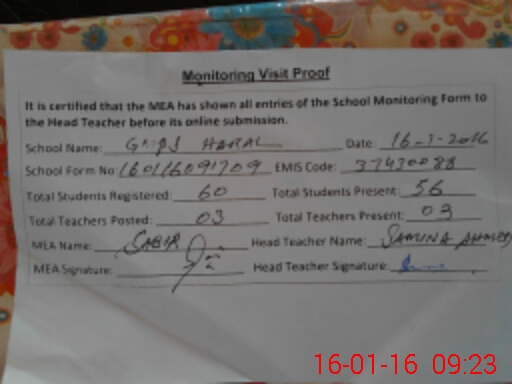 Monitoring Visit Proof
It is certified that the MEA has shown all entries of the School Monitoring Form to
the Head Teacher before its online submission.
School Name: GMPS HARAL Date: 16-1-2016
School Form No: 160116091709 EMIS Code: 37430088
Total Students Registered: 60 Total Students Present: 56
Total Teachers Posted: 03 Total Teachers Present: 03
MEA Name: SABIR Head Teacher Name: SAMINA AHMED
MEA Signature: Head Teacher Signature:
16-01-16 09:23